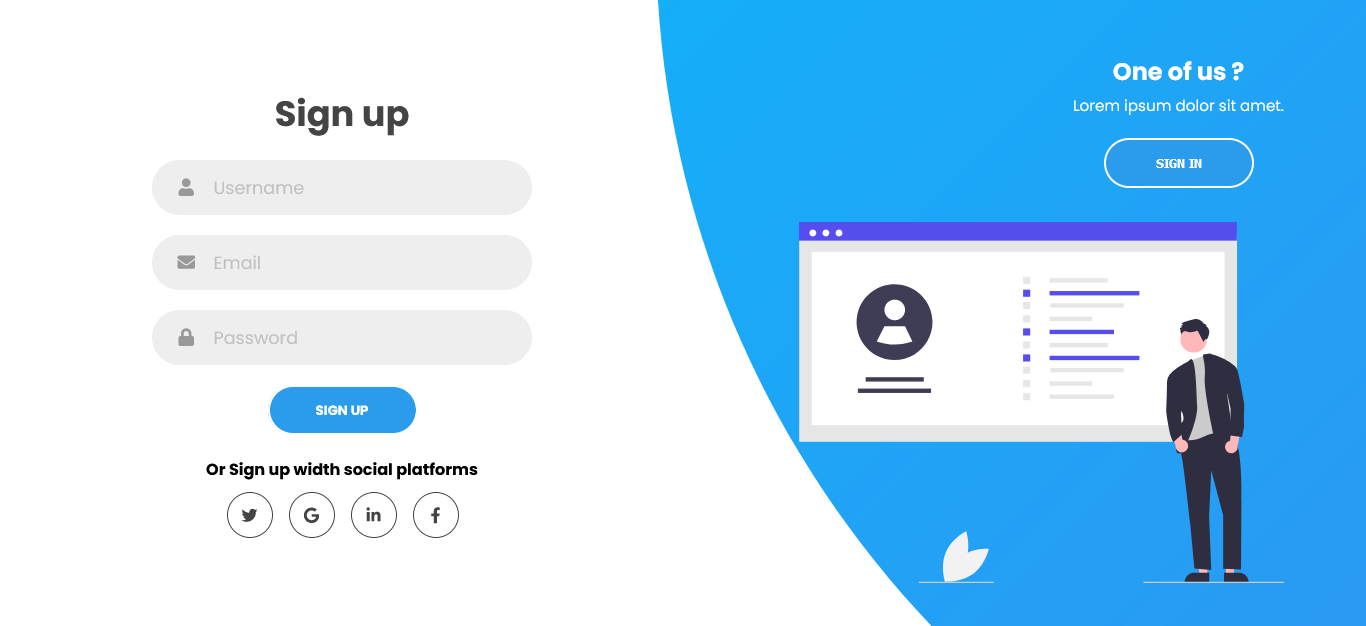 Sign up
Username
Email
Password
SIGN UP
Or Sign up width social platforms
One of us ?
Lorem ipsum dolor sit amet.
SIGN IN